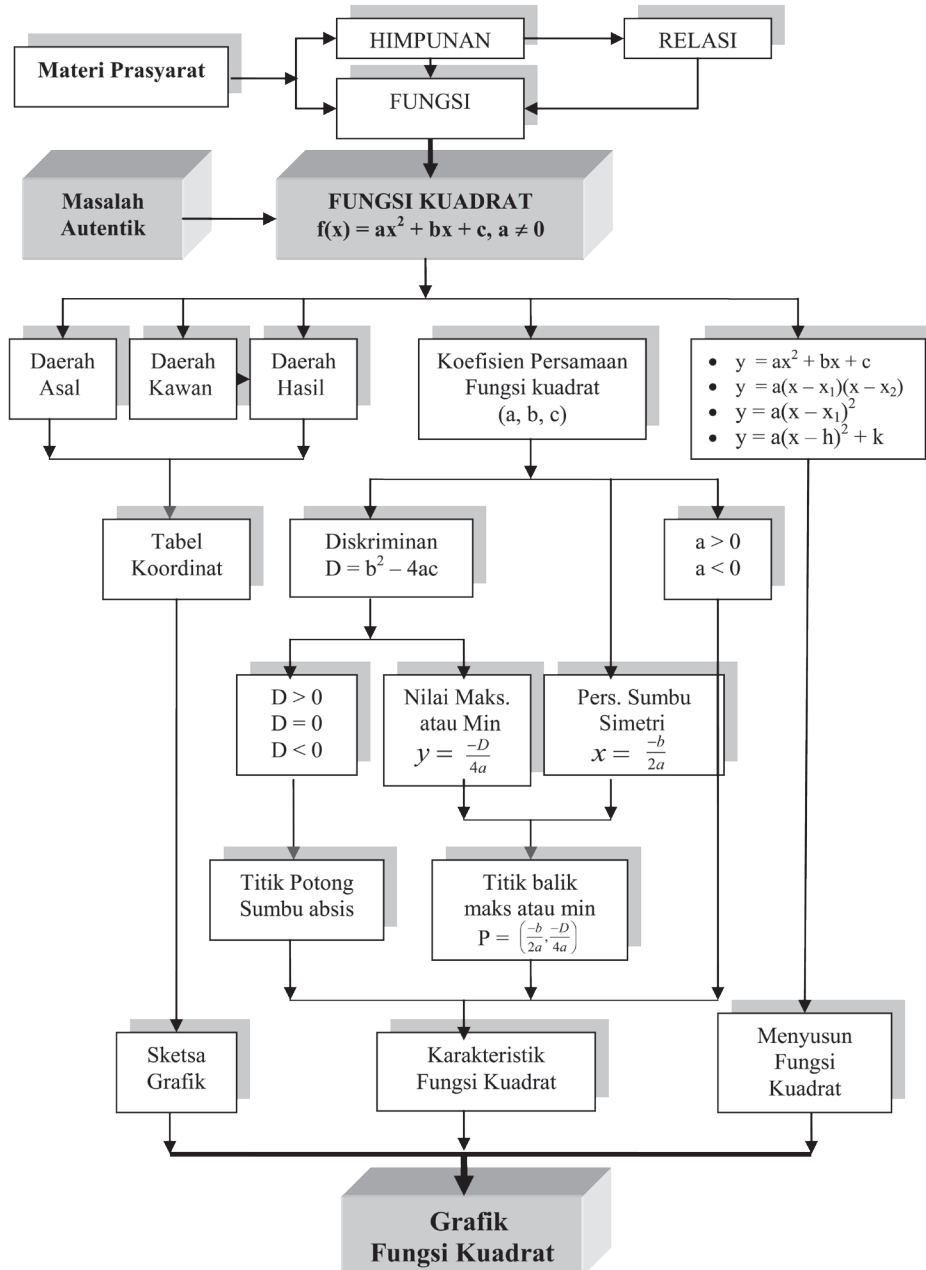 HIMPUNAN
RELASI
Materi Prasyarat
FUNGSI
Masalah
Autentik
FUNGSI KUADRAT
f(x) = ax² + bx + c, a ≠ 0
Daerah
Asal
Daerah
Kawan
Daerah
Hasil
Koefisien Persamaan
Fungsi kuadrat
(a, b, c)
• y = ax² + bx + c
• y = a(x – x₁)(x – x₂)
• y = a(x – x₁)²
• y = a(x – h)² + k
Tabel
Koordinat
Diskriminan
D = b² – 4ac
a > 0
a < 0
D > 0
D = 0
D < 0
Nilai Maks.
atau Min
y = -D/4a
Pers. Sumbu
Simetri
x = -b/2a
Titik Potong
Sumbu absis
Titik balik
maks atau min
P = (-b/2a, -D/4a)
Sketsa
Grafik
Karakteristik
Fungsi Kuadrat
Menyusun
Fungsi
Kuadrat
Grafik
Fungsi Kuadrat